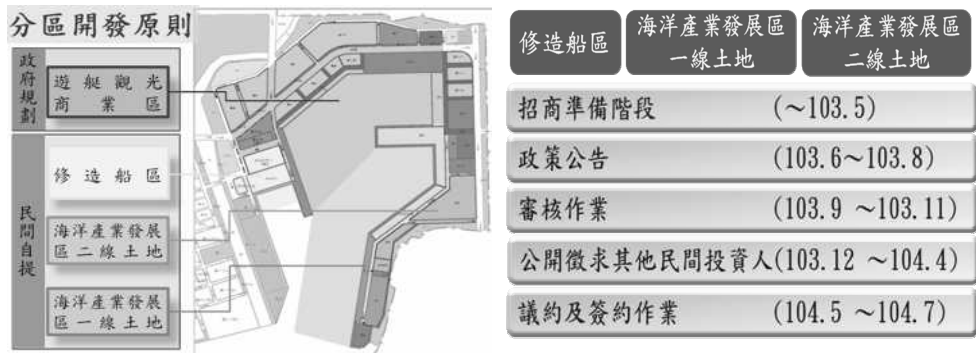 分區開發原則
政府規劃
遊艇觀光
商業區
民間自提
修造船區
海洋產業發展
區二線土地
海洋產業發展
區一線土地
修造船區
海洋產業發展區
一線土地
海洋產業發展區
二線土地
招商準備階段 (~103.5)
政策公告 (103.6~103.8)
審核作業 (103.9 ~103.11)
公開徵求其他民間投資人(103.12 ~104.4)
議約及簽約作業 (104.5 ~104.7)